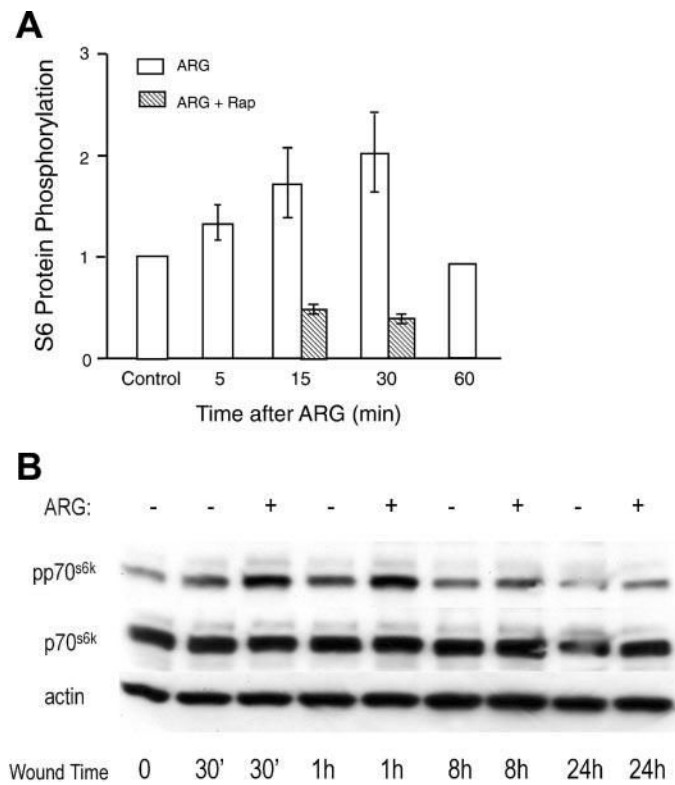 A
3
2
1
0
S6 Protein Phosphorylation
ARG
ARG + Rap
Control 5 15 30 60
Time after ARG (min)
B
ARG: - - + - + - + - +
pp70s6k
p70s6k
actin
Wound Time 0 30' 30' 1h 1h 8h 8h 24h 24h